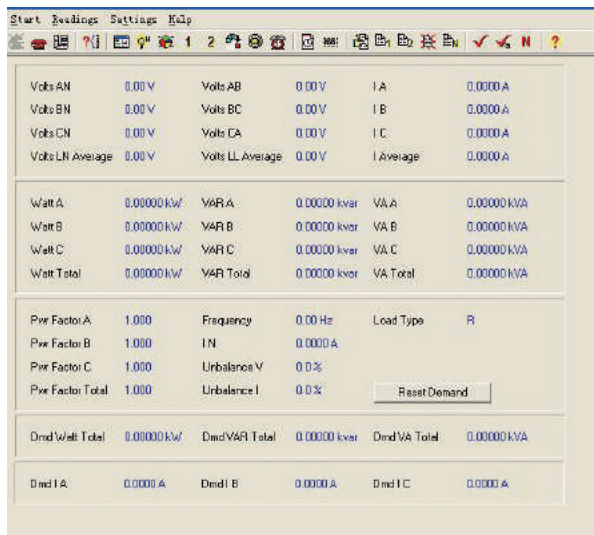 Start Readings Settings Help
1 2 N ?
Volts AN 0.00 V Volts AB 0.00 V I A 0.0000 A
Volts BN 0.00 V Volts BC 0.00 V I B 0.0000 A
Volts CN 0.00 V Volts CA 0.00 V I C 0.0000 A
Volts LN Average 0.00 V Volts LL Average 0.00 V I Average 0.0000 A
Watt A 0.00000 kW VAR A 0.00000 kvar VA A 0.00000 kVA
Watt B 0.00000 kW VAR B 0.00000 kvar VA B 0.00000 kVA
Watt C 0.00000 kW VAR C 0.00000 kvar VA C 0.00000 kVA
Watt Total 0.00000 kW VAR Total 0.00000 kvar VA Total 0.00000 kVA
Pwr Factor A 1.000 Frequency 0.00 Hz Load Type R
Pwr Factor B 1.000 I N 0.0000 A
Pwr Factor C 1.000 Unbalance V 0.0 %
Pwr Factor Total 1.000 Unbalance I 0.0 % Reset Demand
Dmd Watt Total 0.00000 kW Dmd VAR Total 0.00000 kvar Dmd VA Total 0.00000 kVA
Dmd I A 0.0000 A Dmd I B 0.0000 A Dmd I C 0.0000 A